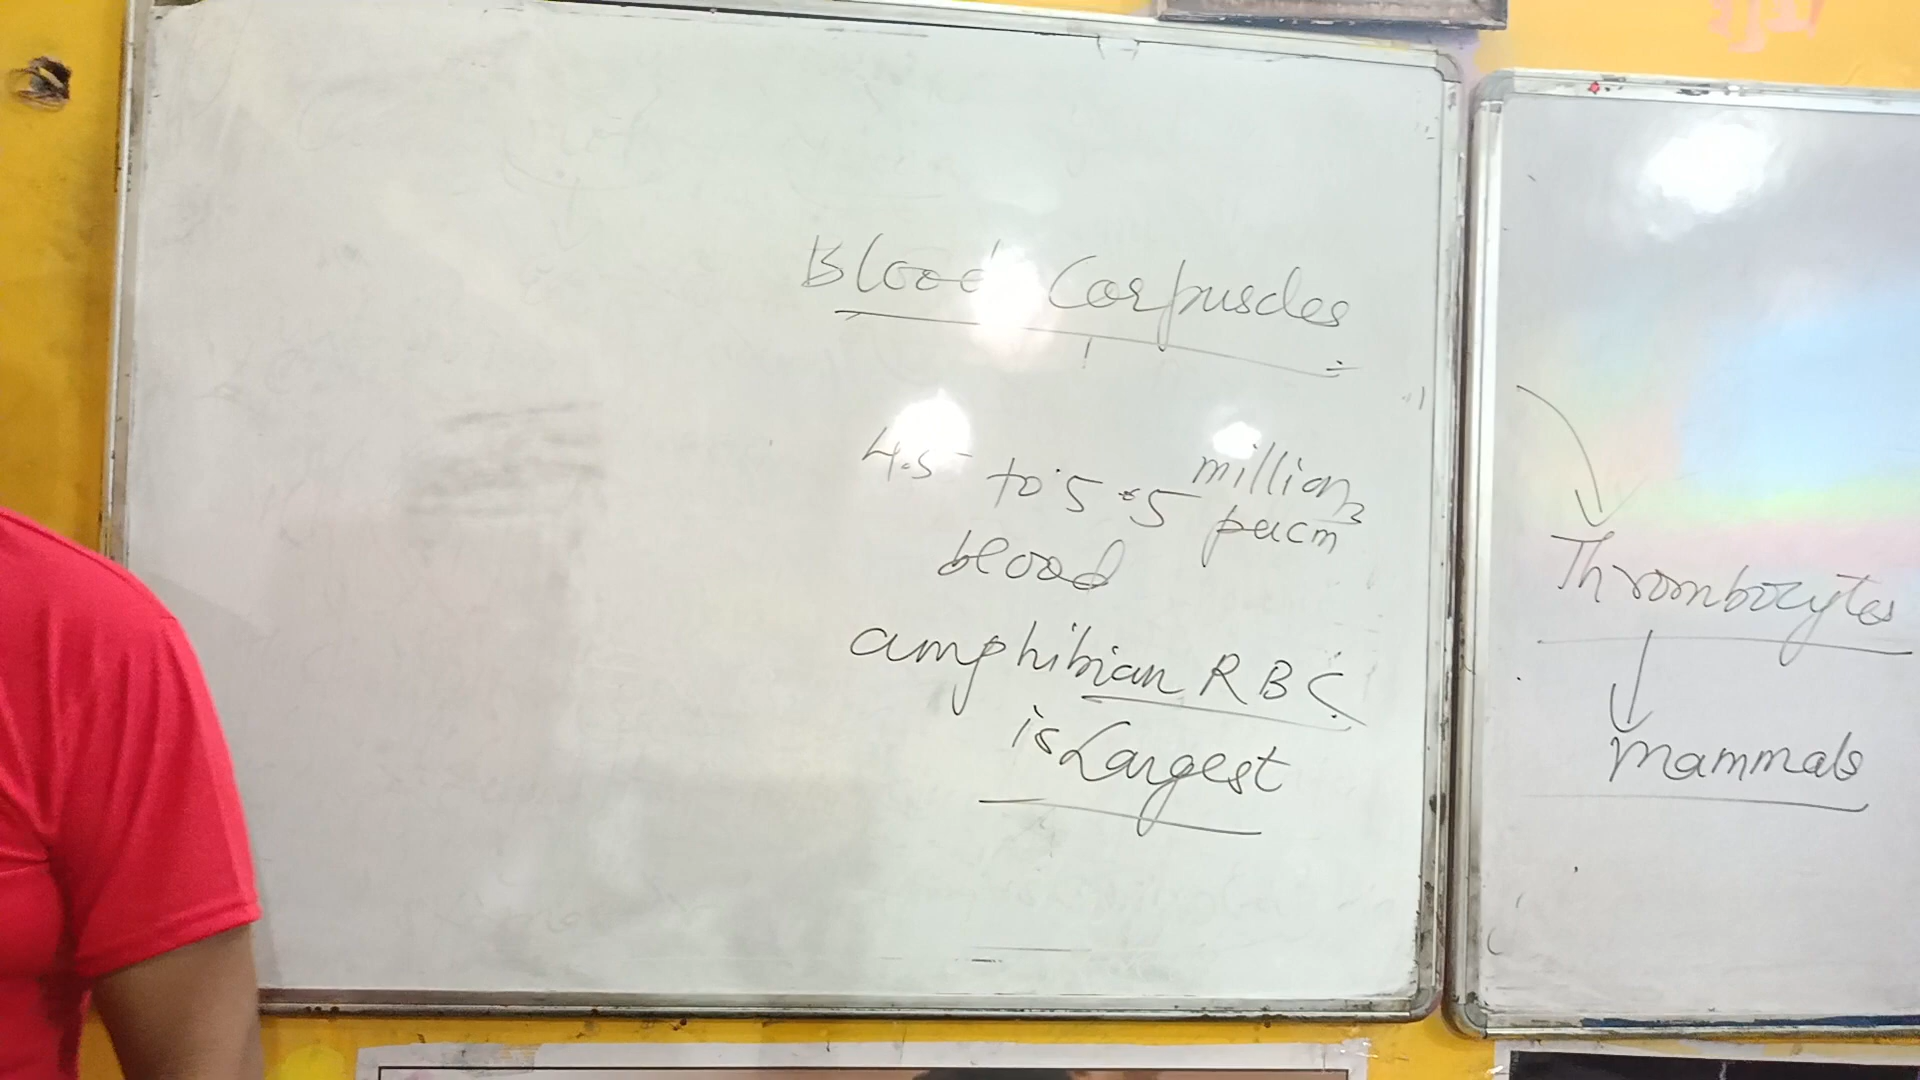 Blood Corpuscles
4.5 to 5.5 million
per cm³
blood
amphibian RBC
is Largest
Thrombocytes
mammals